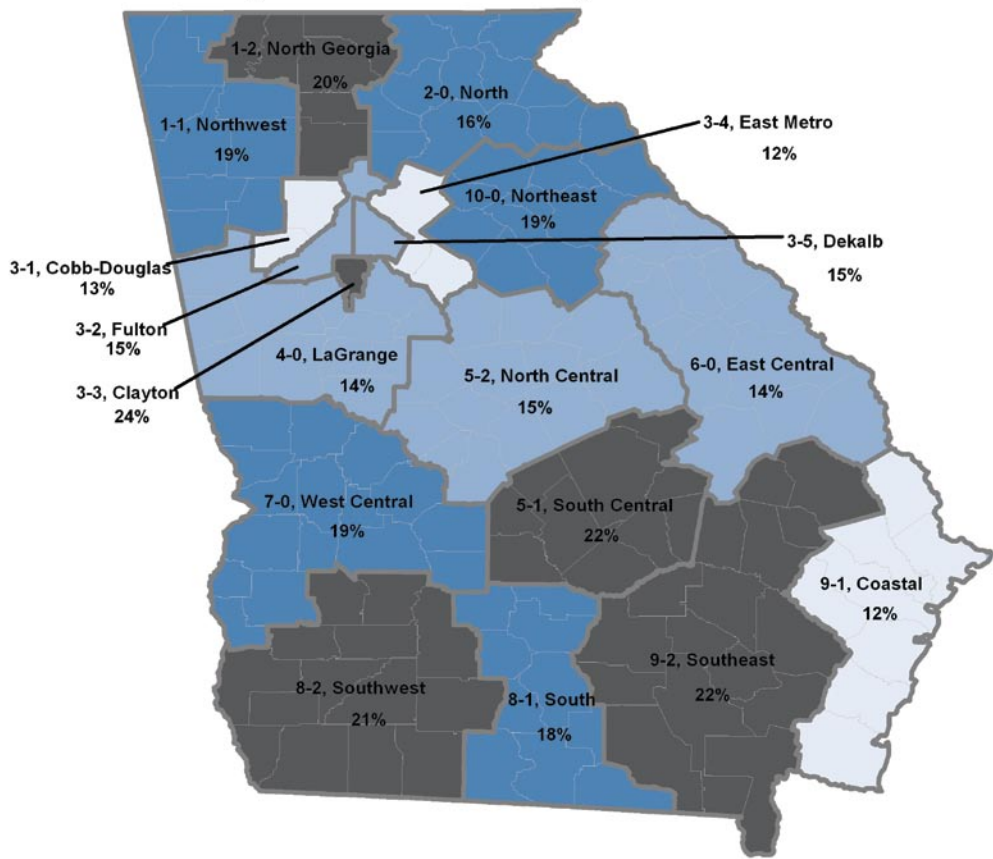 1-2, North Georgia
20%
2-0, North
16%
1-1, Northwest
19%
3-4, East Metro
12%
10-0, Northeast
19%
3-5, Dekalb
15%
3-1, Cobb-Douglas
13%
3-2, Fulton
15%
3-3, Clayton
24%
4-0, LaGrange
14%
5-2, North Central
15%
6-0, East Central
14%
7-0, West Central
19%
5-1, South Central
22%
9-1, Coastal
12%
8-2, Southwest
21%
8-1, South
18%
9-2, Southeast
22%